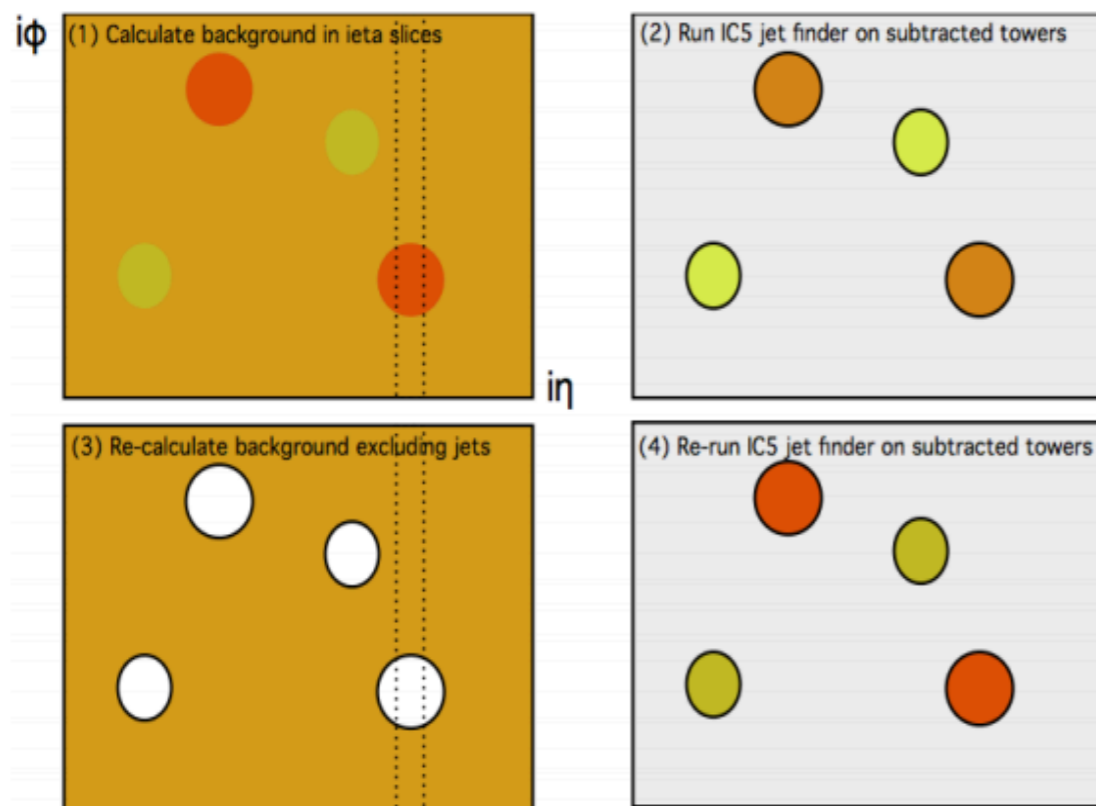 iϕ
(1) Calculate background in ieta slices
(2) Run IC5 jet finder on subtracted towers
iη
(3) Re-calculate background excluding jets
(4) Re-run IC5 jet finder on subtracted towers